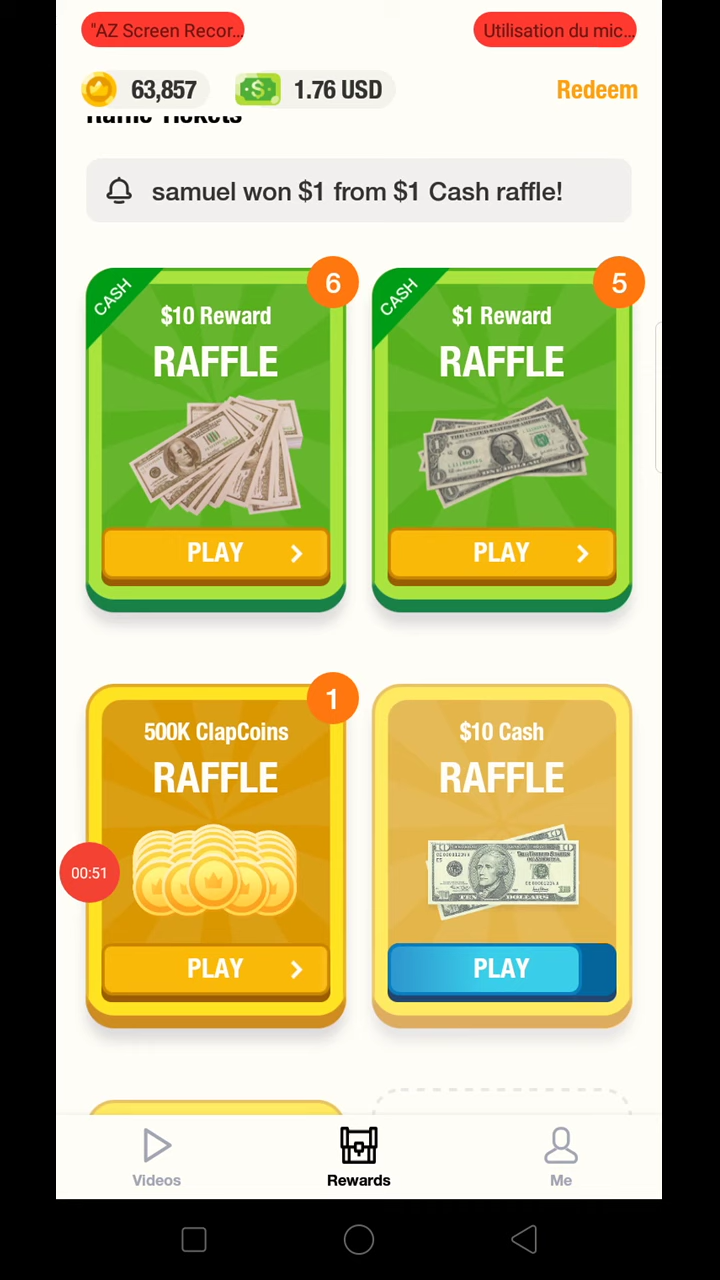 "AZ Screen Recor...
Utilisation du mic...
63,857
1.76 USD
Redeem
Raffle Tickets
samuel won $1 from $1 Cash raffle!
CASH
6
$10 Reward
RAFFLE
PLAY
CASH
5
$1 Reward
RAFFLE
PLAY
1
500K ClapCoins
RAFFLE
PLAY
$10 Cash
RAFFLE
PLAY
00:51
Videos
Rewards
Me